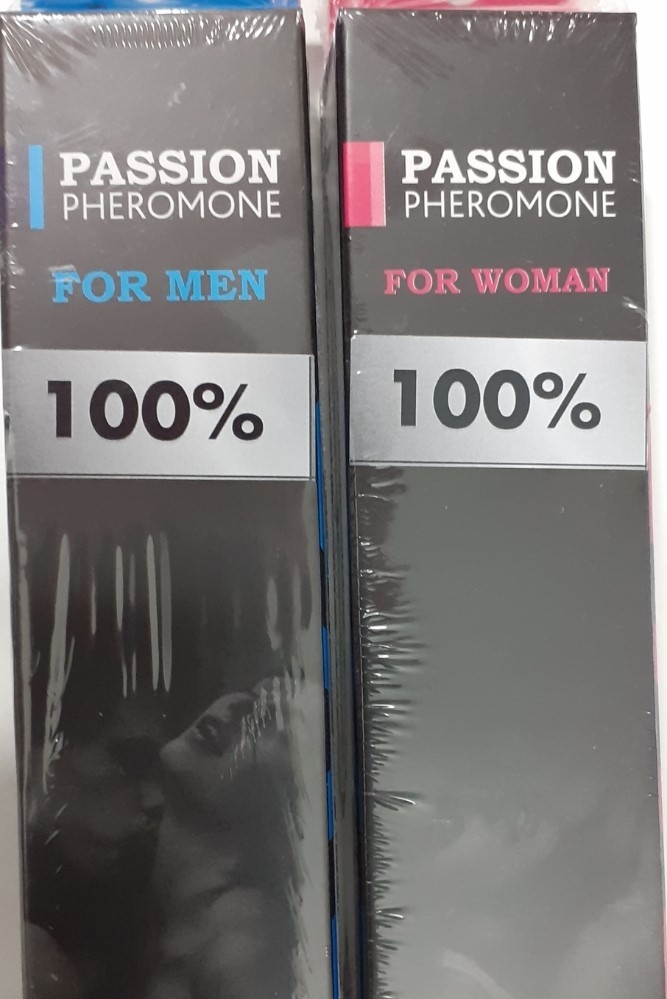 PASSION
PHEROMONE
FOR MEN
100%
PASSION
PHEROMONE
FOR WOMAN
100%